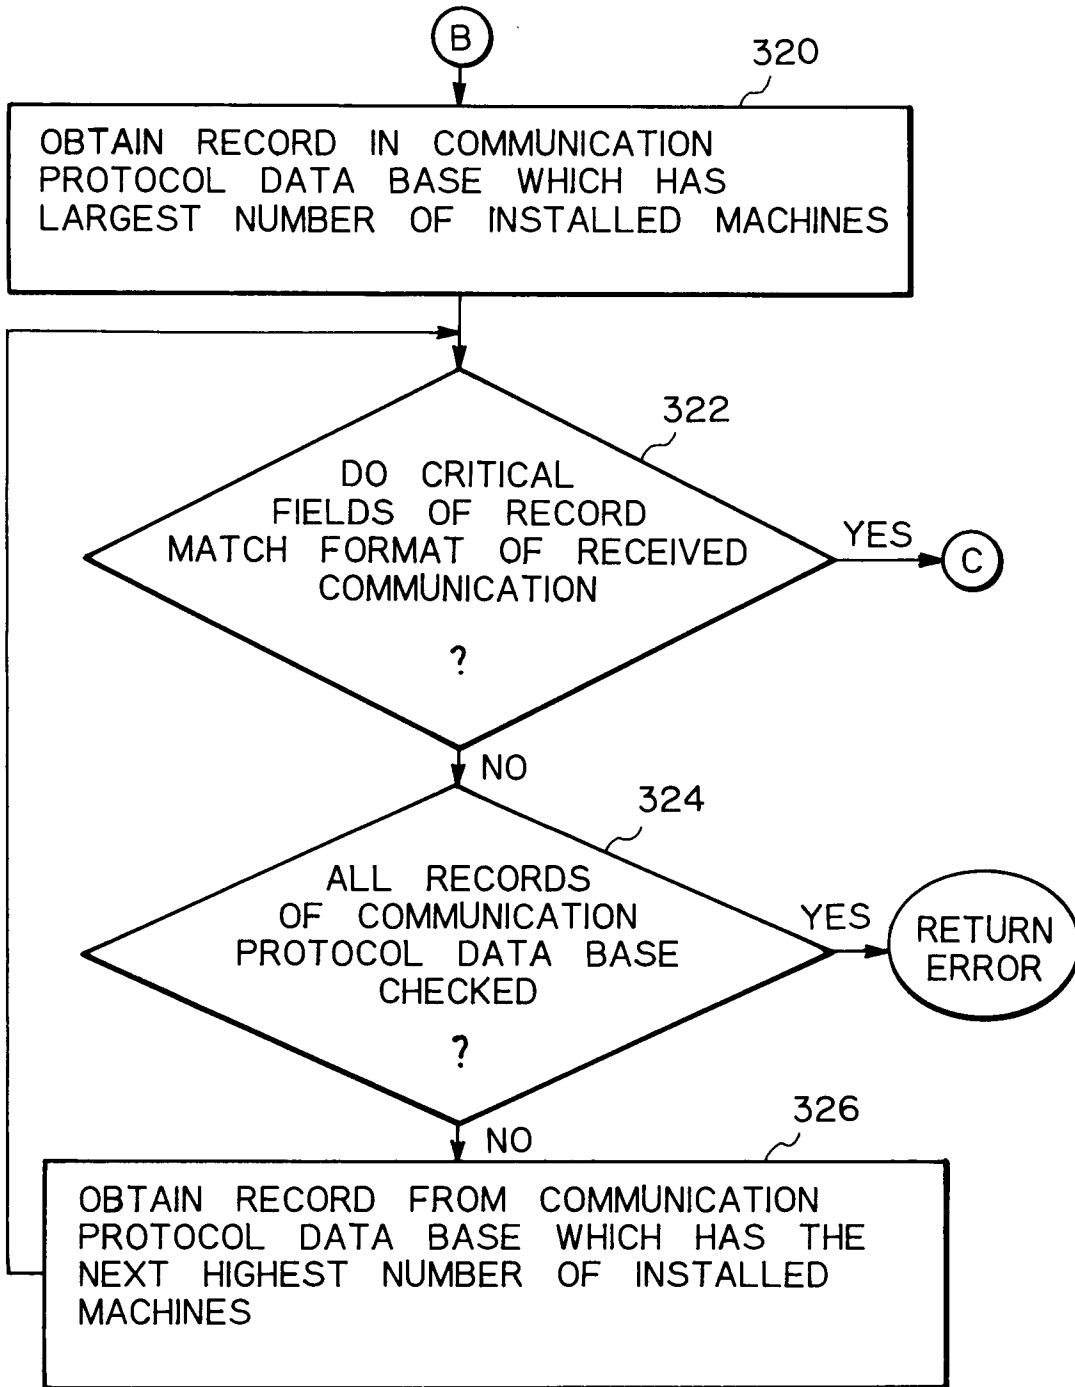 B
320
OBTAIN RECORD IN COMMUNICATION
PROTOCOL DATA BASE WHICH HAS
LARGEST NUMBER OF INSTALLED MACHINES
322
DO CRITICAL
FIELDS OF RECORD
MATCH FORMAT OF RECEIVED
COMMUNICATION
?
YES
C
NO
324
ALL RECORDS
OF COMMUNICATION
PROTOCOL DATA BASE
CHECKED
?
YES
RETURN
ERROR
NO
326
OBTAIN RECORD FROM COMMUNICATION
PROTOCOL DATA BASE WHICH HAS THE
NEXT HIGHEST NUMBER OF INSTALLED
MACHINES